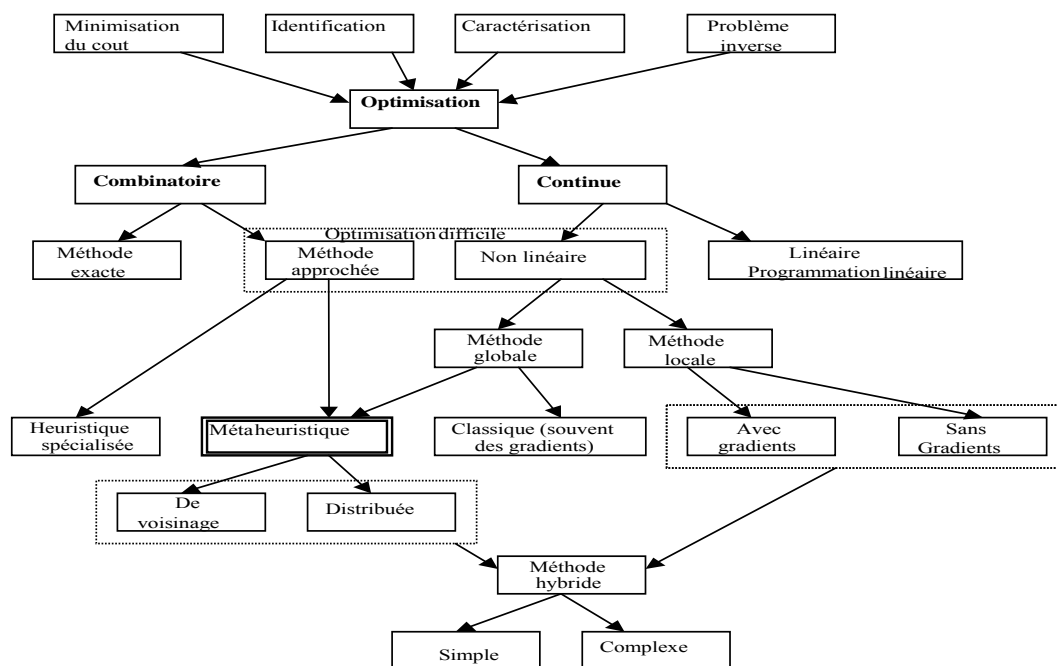 Minimisation
du cout
Identification
Caractérisation
Problème
inverse
Optimisation
Combinatoire
Continue
Optimisation difficile
Méthode
exacte
Méthode
approchée
Non linéaire
Linéaire
Programmation linéaire
Méthode
globale
Méthode
locale
Heuristique
spécialisée
Métaheuristique
Classique (souvent
des gradients)
Avec
gradients
Sans
Gradients
De
voisinage
Distribuée
Méthode
hybride
Simple
Complexe